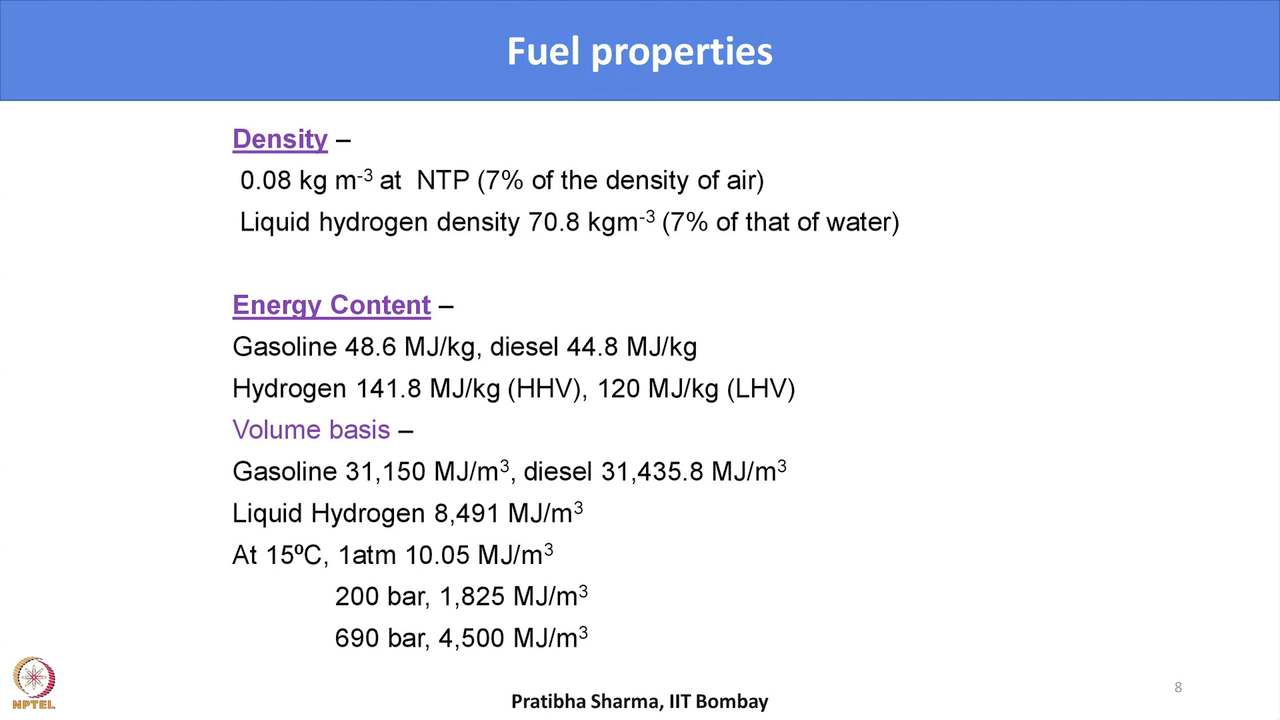 Fuel properties
Density –
0.08 kg m-3 at NTP (7% of the density of air)
Liquid hydrogen density 70.8 kgm-3 (7% of that of water)
Energy Content –
Gasoline 48.6 MJ/kg, diesel 44.8 MJ/kg
Hydrogen 141.8 MJ/kg (HHV), 120 MJ/kg (LHV)
Volume basis –
Gasoline 31,150 MJ/m3, diesel 31,435.8 MJ/m3
Liquid Hydrogen 8,491 MJ/m3
At 15ºC, 1atm 10.05 MJ/m3
200 bar, 1,825 MJ/m3
690 bar, 4,500 MJ/m3
NPTEL
Pratibha Sharma, IIT Bombay
8